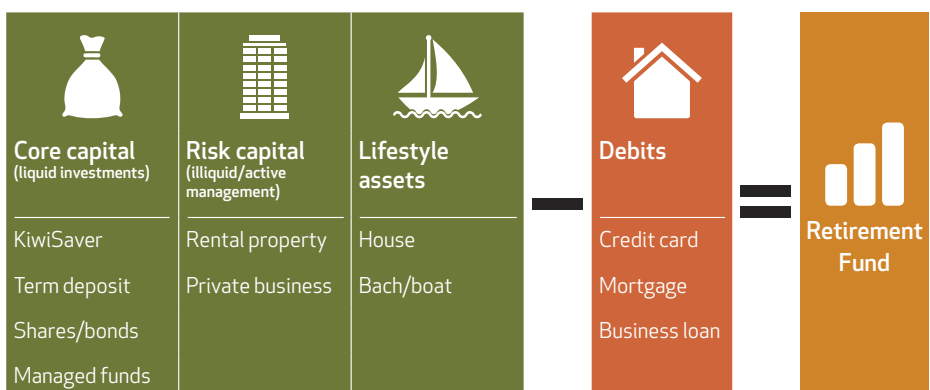 Core capital
(liquid investments)
KiwiSaver
Term deposit
Shares/bonds
Managed funds
Risk capital
(illiquid/active
management)
Rental property
Private business
Lifestyle
assets
House
Bach/boat
Debits
Credit card
Mortgage
Business loan
Retirement
Fund